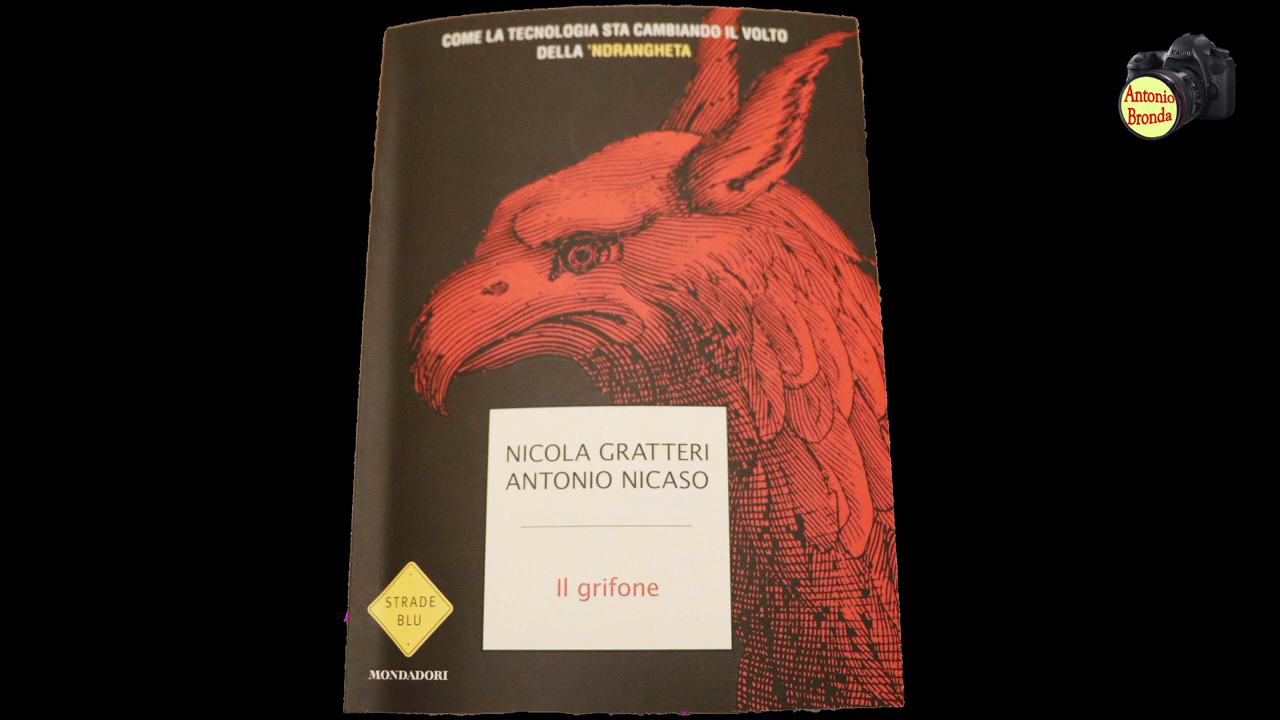 COME LA TECNOLOGIA STA CAMBIANDO IL VOLTO
DELLA 'NDRANGHETA
NICOLA GRATTERI
ANTONIO NICASO
Il grifone
STRADE
BLU
MONDADORI
Canon
Antonio
Bronda